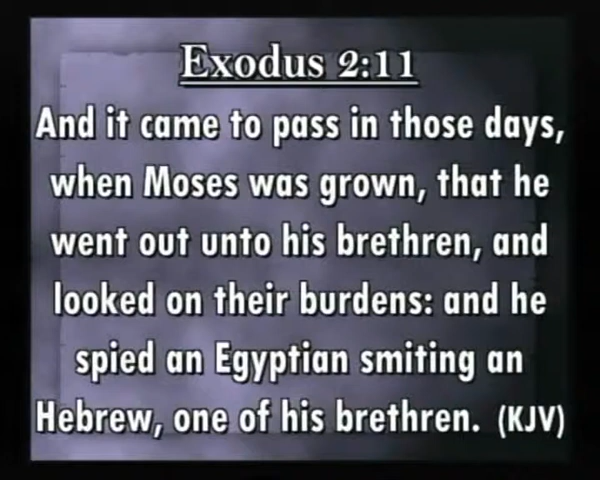 Exodus 2:11
And it came to pass in those days,
when Moses was grown, that he
went out unto his brethren, and
looked on their burdens: and he
spied an Egyptian smiting an
Hebrew, one of his brethren. (KJV)